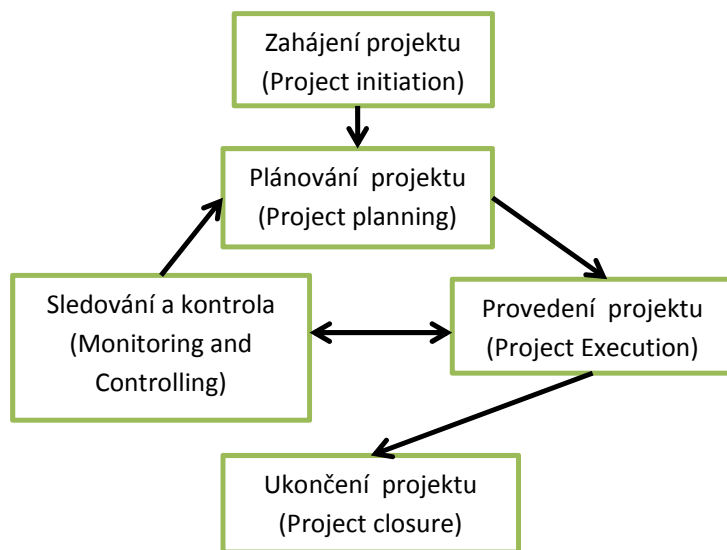 Zahájení projektu
(Project initiation)
Plánování projektu
(Project planning)
Sledování a kontrola
(Monitoring and
Controlling)
Provedení projektu
(Project Execution)
Ukončení projektu
(Project closure)